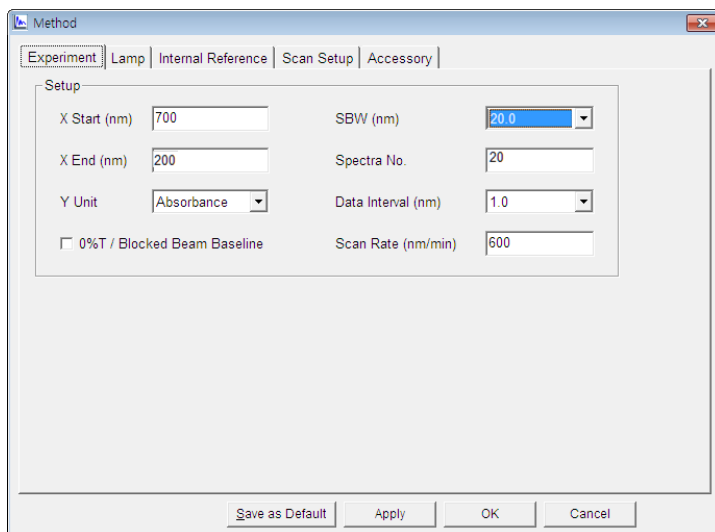 Method
Experiment Lamp Internal Reference Scan Setup Accessory
Setup
X Start (nm) 700 SBW (nm) 20.0
X End (nm) 200 Spectra No. 20
Y Unit Absorbance Data Interval (nm) 1.0
0%T / Blocked Beam Baseline Scan Rate (nm/min) 600
Save as Default Apply OK Cancel